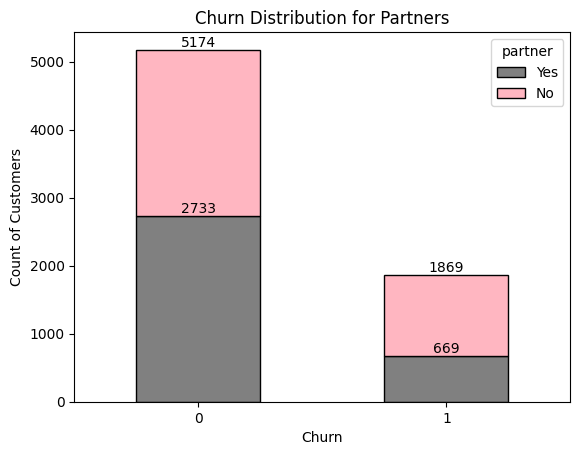 Churn Distribution for Partners
5174
partner
Yes
No
5000
4000
3000
2733
2000
1869
1000
669
0
Count of Customers
0 1
Churn